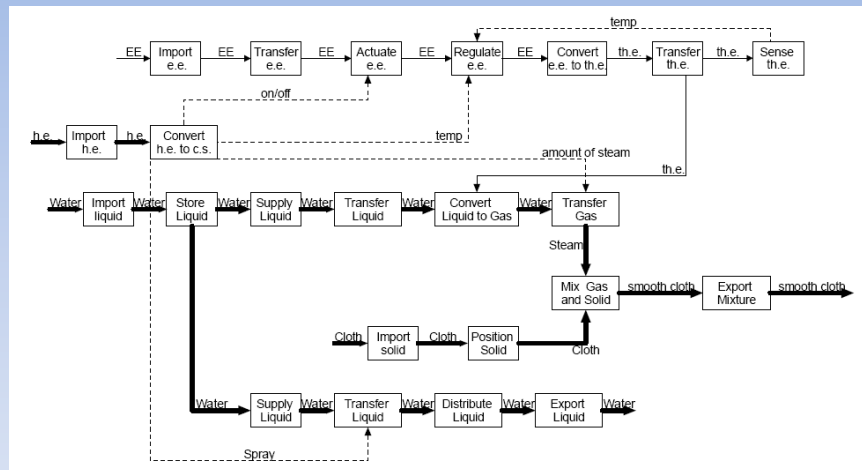 temp
EE
Import
e.e.
EE
Transfer
e.e.
EE
Actuate
e.e.
EE
Regulate
e.e.
EE
Convert
e.e. to th.e.
th.e.
Transfer
th.e.
th.e.
Sense
th.e.
on/off
h.e.
Import
h.e.
h.e.
Convert
h.e. to c.s.
temp
amount of steam
th.e.
Water
Import
liquid
Water
Store
Liquid
Water
Supply
Liquid
Water
Transfer
Liquid
Water
Convert
Liquid to Gas
Water
Transfer
Gas
Steam
Mix Gas
and Solid
smooth cloth
Export
Mixture
smooth cloth
Cloth
Import
solid
Cloth
Position
Solid
Cloth
Water
Supply
Liquid
Water
Transfer
Liquid
Water
Distribute
Liquid
Water
Export
Liquid
Water
Spray